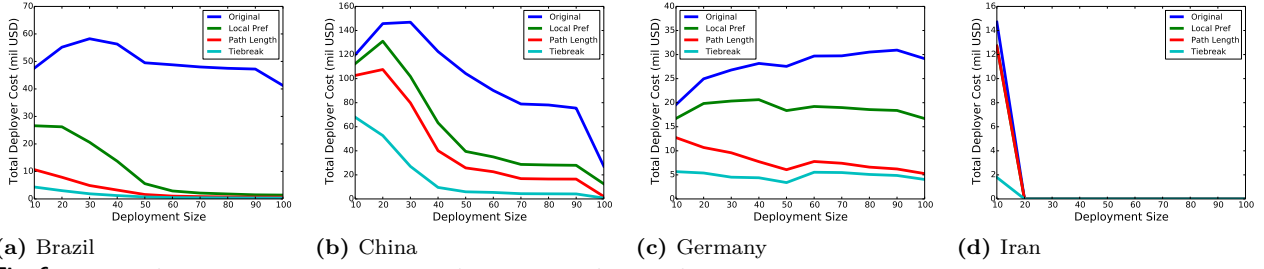 Total Deployer Cost (mil USD)
70
60
50
40
30
20
10
0
10 20 30 40 50 60 70 80 90 100
Deployment Size
Original
Local Pref
Path Length
Tiebreak
Total Deployer Cost (mil USD)
160
140
120
100
80
60
40
20
0
10 20 30 40 50 60 70 80 90 100
Deployment Size
Original
Local Pref
Path Length
Tiebreak
Total Deployer Cost (mil USD)
40
35
30
25
20
15
10
5
0
10 20 30 40 50 60 70 80 90 100
Deployment Size
Original
Local Pref
Path Length
Tiebreak
Total Deployer Cost (mil USD)
16
14
12
10
8
6
4
2
0
10 20 30 40 50 60 70 80 90 100
Deployment Size
Original
Local Pref
Path Length
Tiebreak
(a) Brazil
(b) China
(c) Germany
(d) Iran